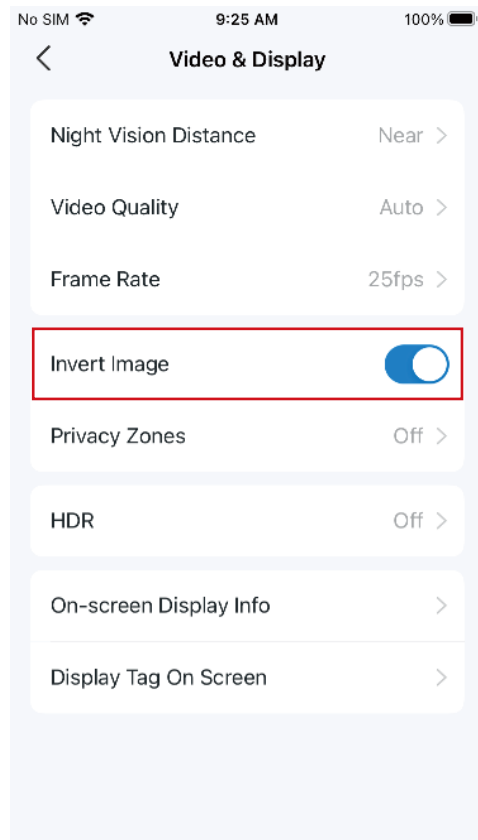 No SIM 9:25 AM 100%
Video & Display
Night Vision Distance Near
Video Quality Auto
Frame Rate 25fps
Invert Image
Privacy Zones Off
HDR Off
On-screen Display Info
Display Tag On Screen